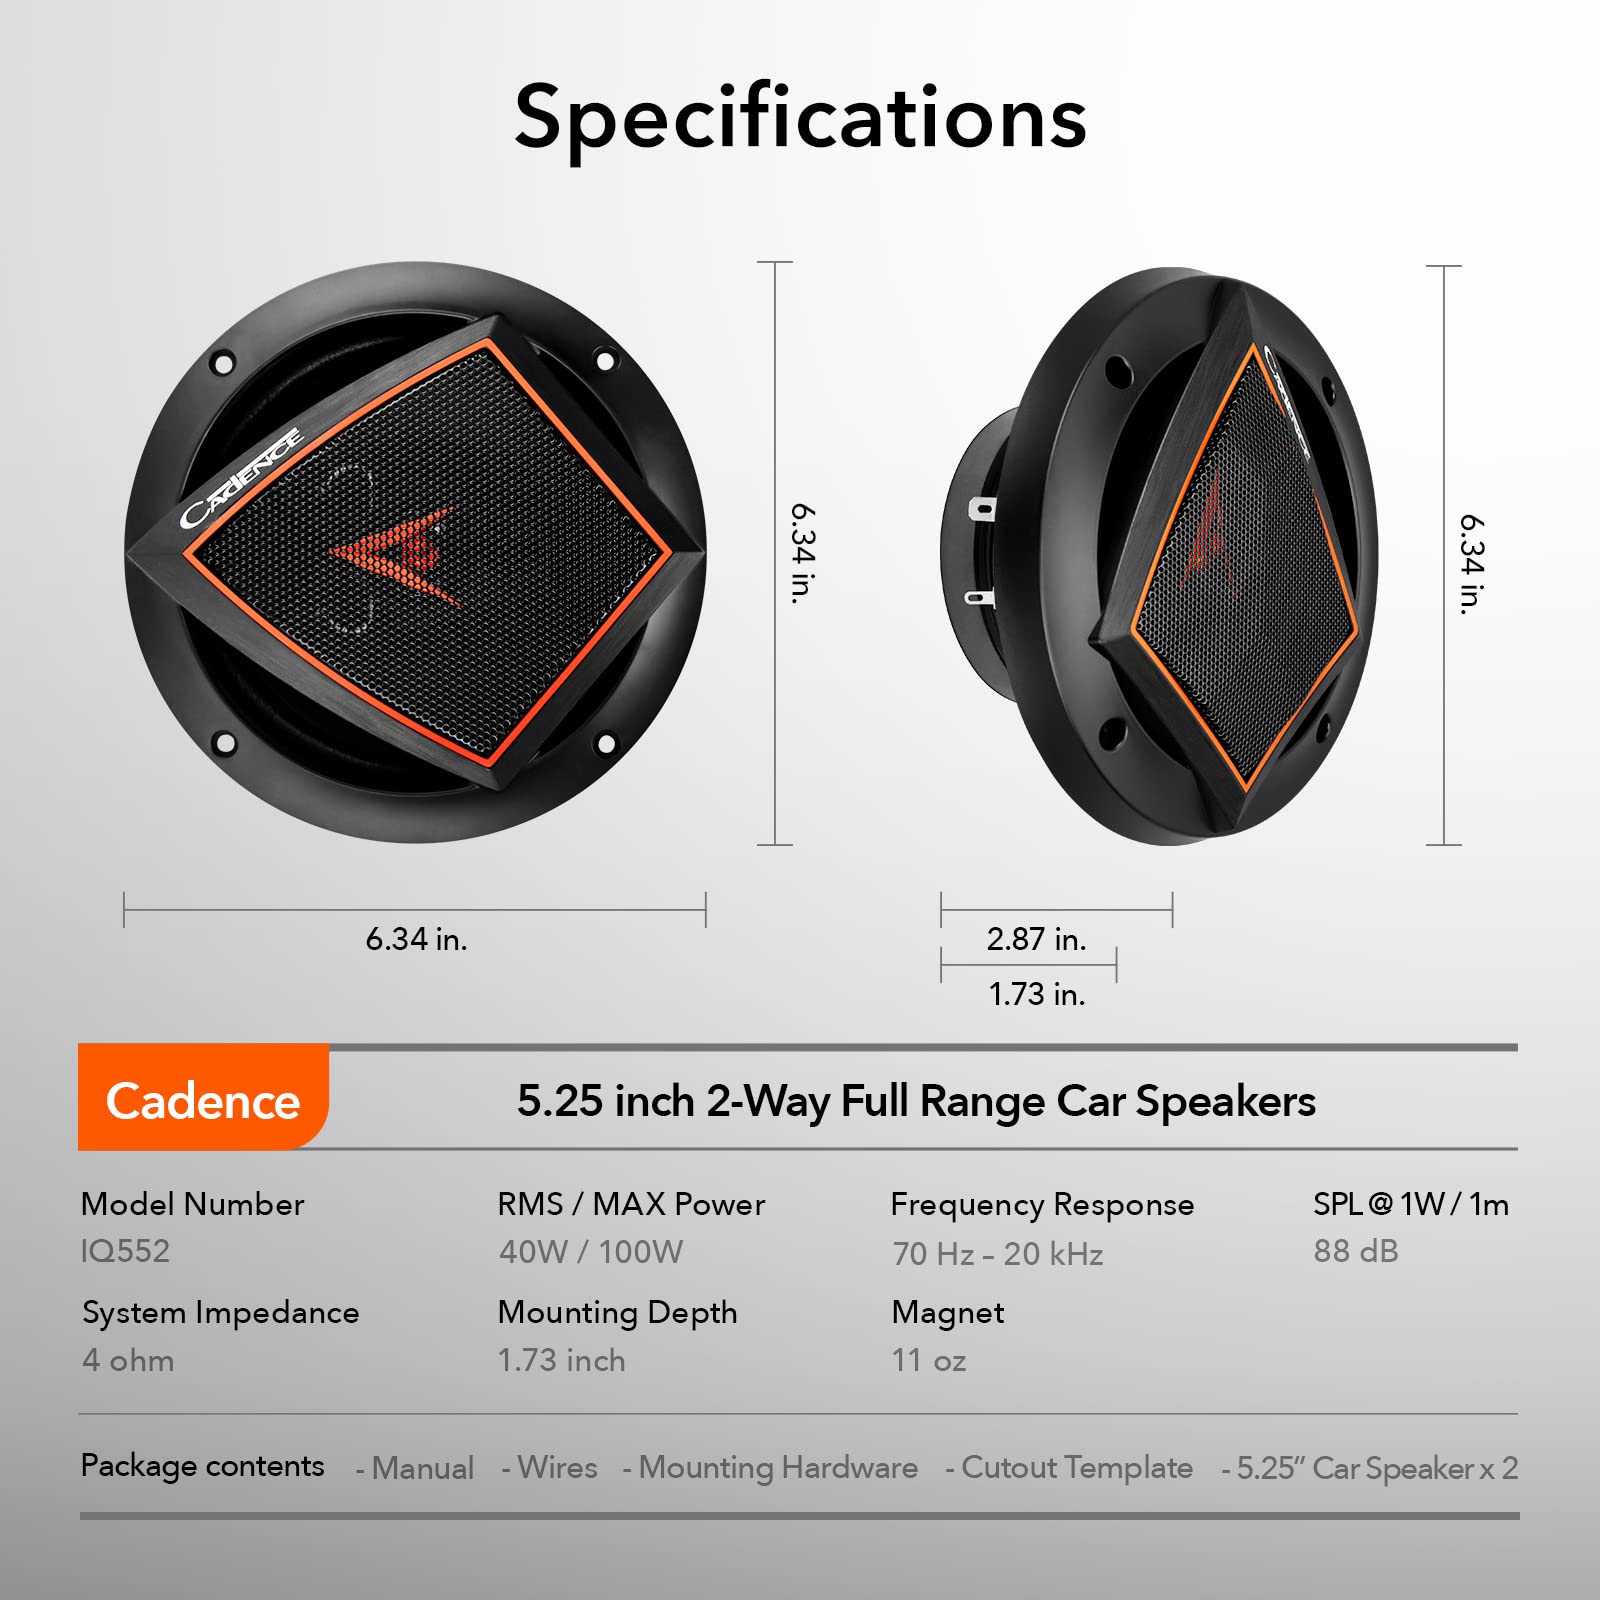 Specifications
CADENCE
CADENCE
6.34 in.
6.34 in.
6.34 in.
2.87 in.
1.73 in.
Cadence
5.25 inch 2-Way Full Range Car Speakers
Model Number
RMS / MAX Power
Frequency Response
SPL @ 1W / 1m
IQ552
40W / 100W
70 Hz – 20 kHz
88 dB
System Impedance
Mounting Depth
Magnet
4 ohm
1.73 inch
11 oz
Package contents - Manual - Wires - Mounting Hardware - Cutout Template - 5.25” Car Speaker x 2